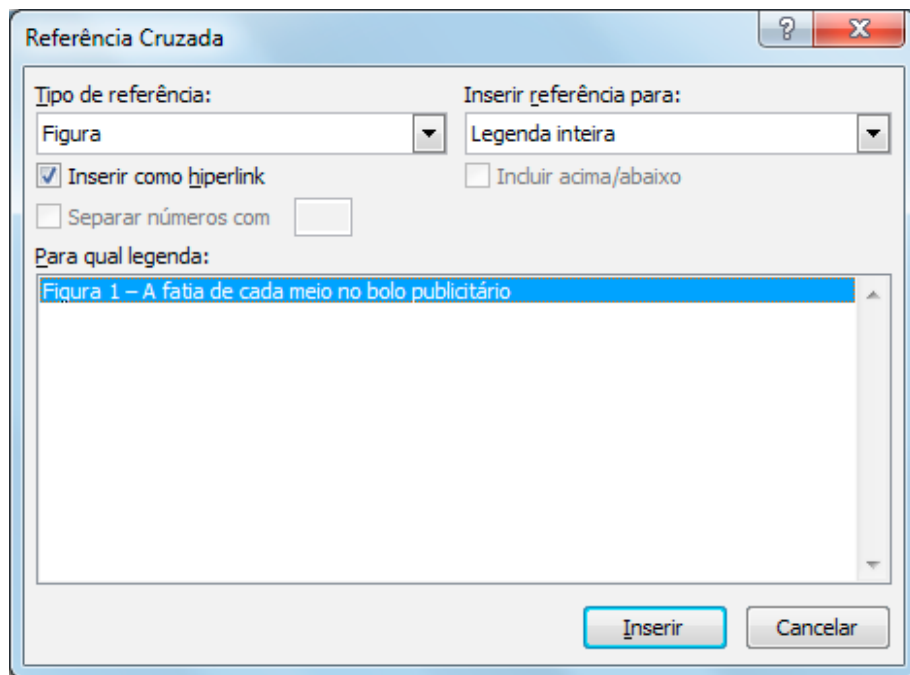 Referência Cruzada
Tipo de referência:
Inserir referência para:
Figura
Legenda inteira
Inserir como hiperlink
Incluir acima/abaixo
Separar números com
Para qual legenda:
Figura 1 – A fatia de cada meio no bolo publicitário
Inserir
Cancelar